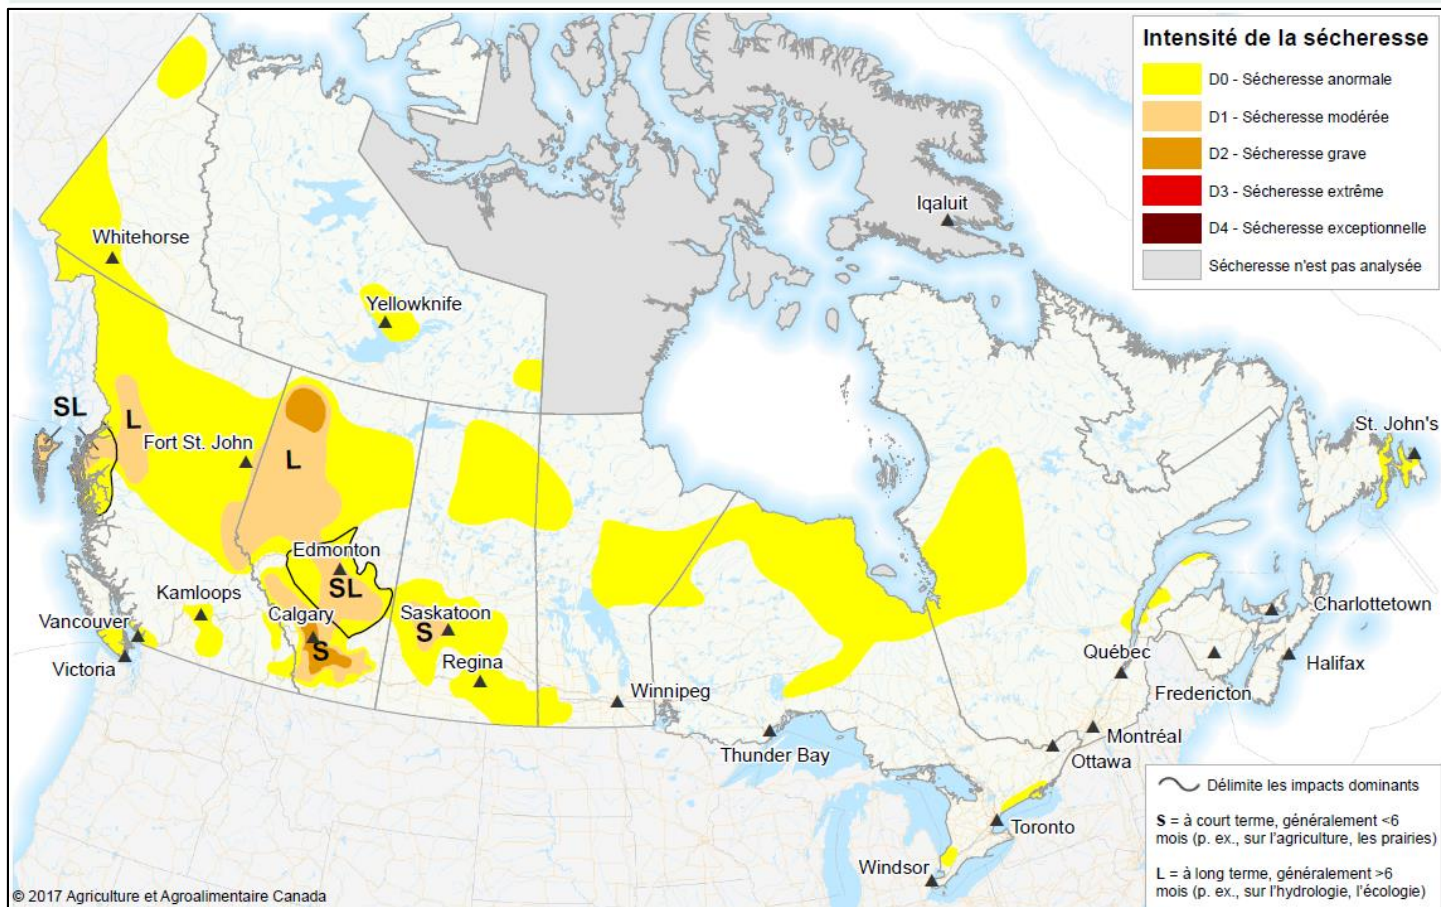 Intensité de la sécheresse
D0 - Sécheresse anormale
D1 - Sécheresse modérée
D2 - Sécheresse grave
D3 - Sécheresse extrême
D4 - Sécheresse exceptionnelle
Sécheresse n'est pas analysée
Iqaluit
Whitehorse
Yellowknife
SL
L
Fort St. John
L
St. John's
Edmonton
SL
Kamloops
Calgary
Saskatoon
S
Vancouver
S
Victoria
Regina
Winnipeg
Charlottetown
Québec
Halifax
Fredericton
Thunder Bay
Montréal
Ottawa
Toronto
Windsor
Délimite les impacts dominants
S = à court terme, généralement <6
mois (p. ex., sur l'agriculture, les prairies)
L = à long terme, généralement >6
mois (p. ex., sur l'hydrologie, l'écologie)
© 2017 Agriculture et Agroalimentaire Canada